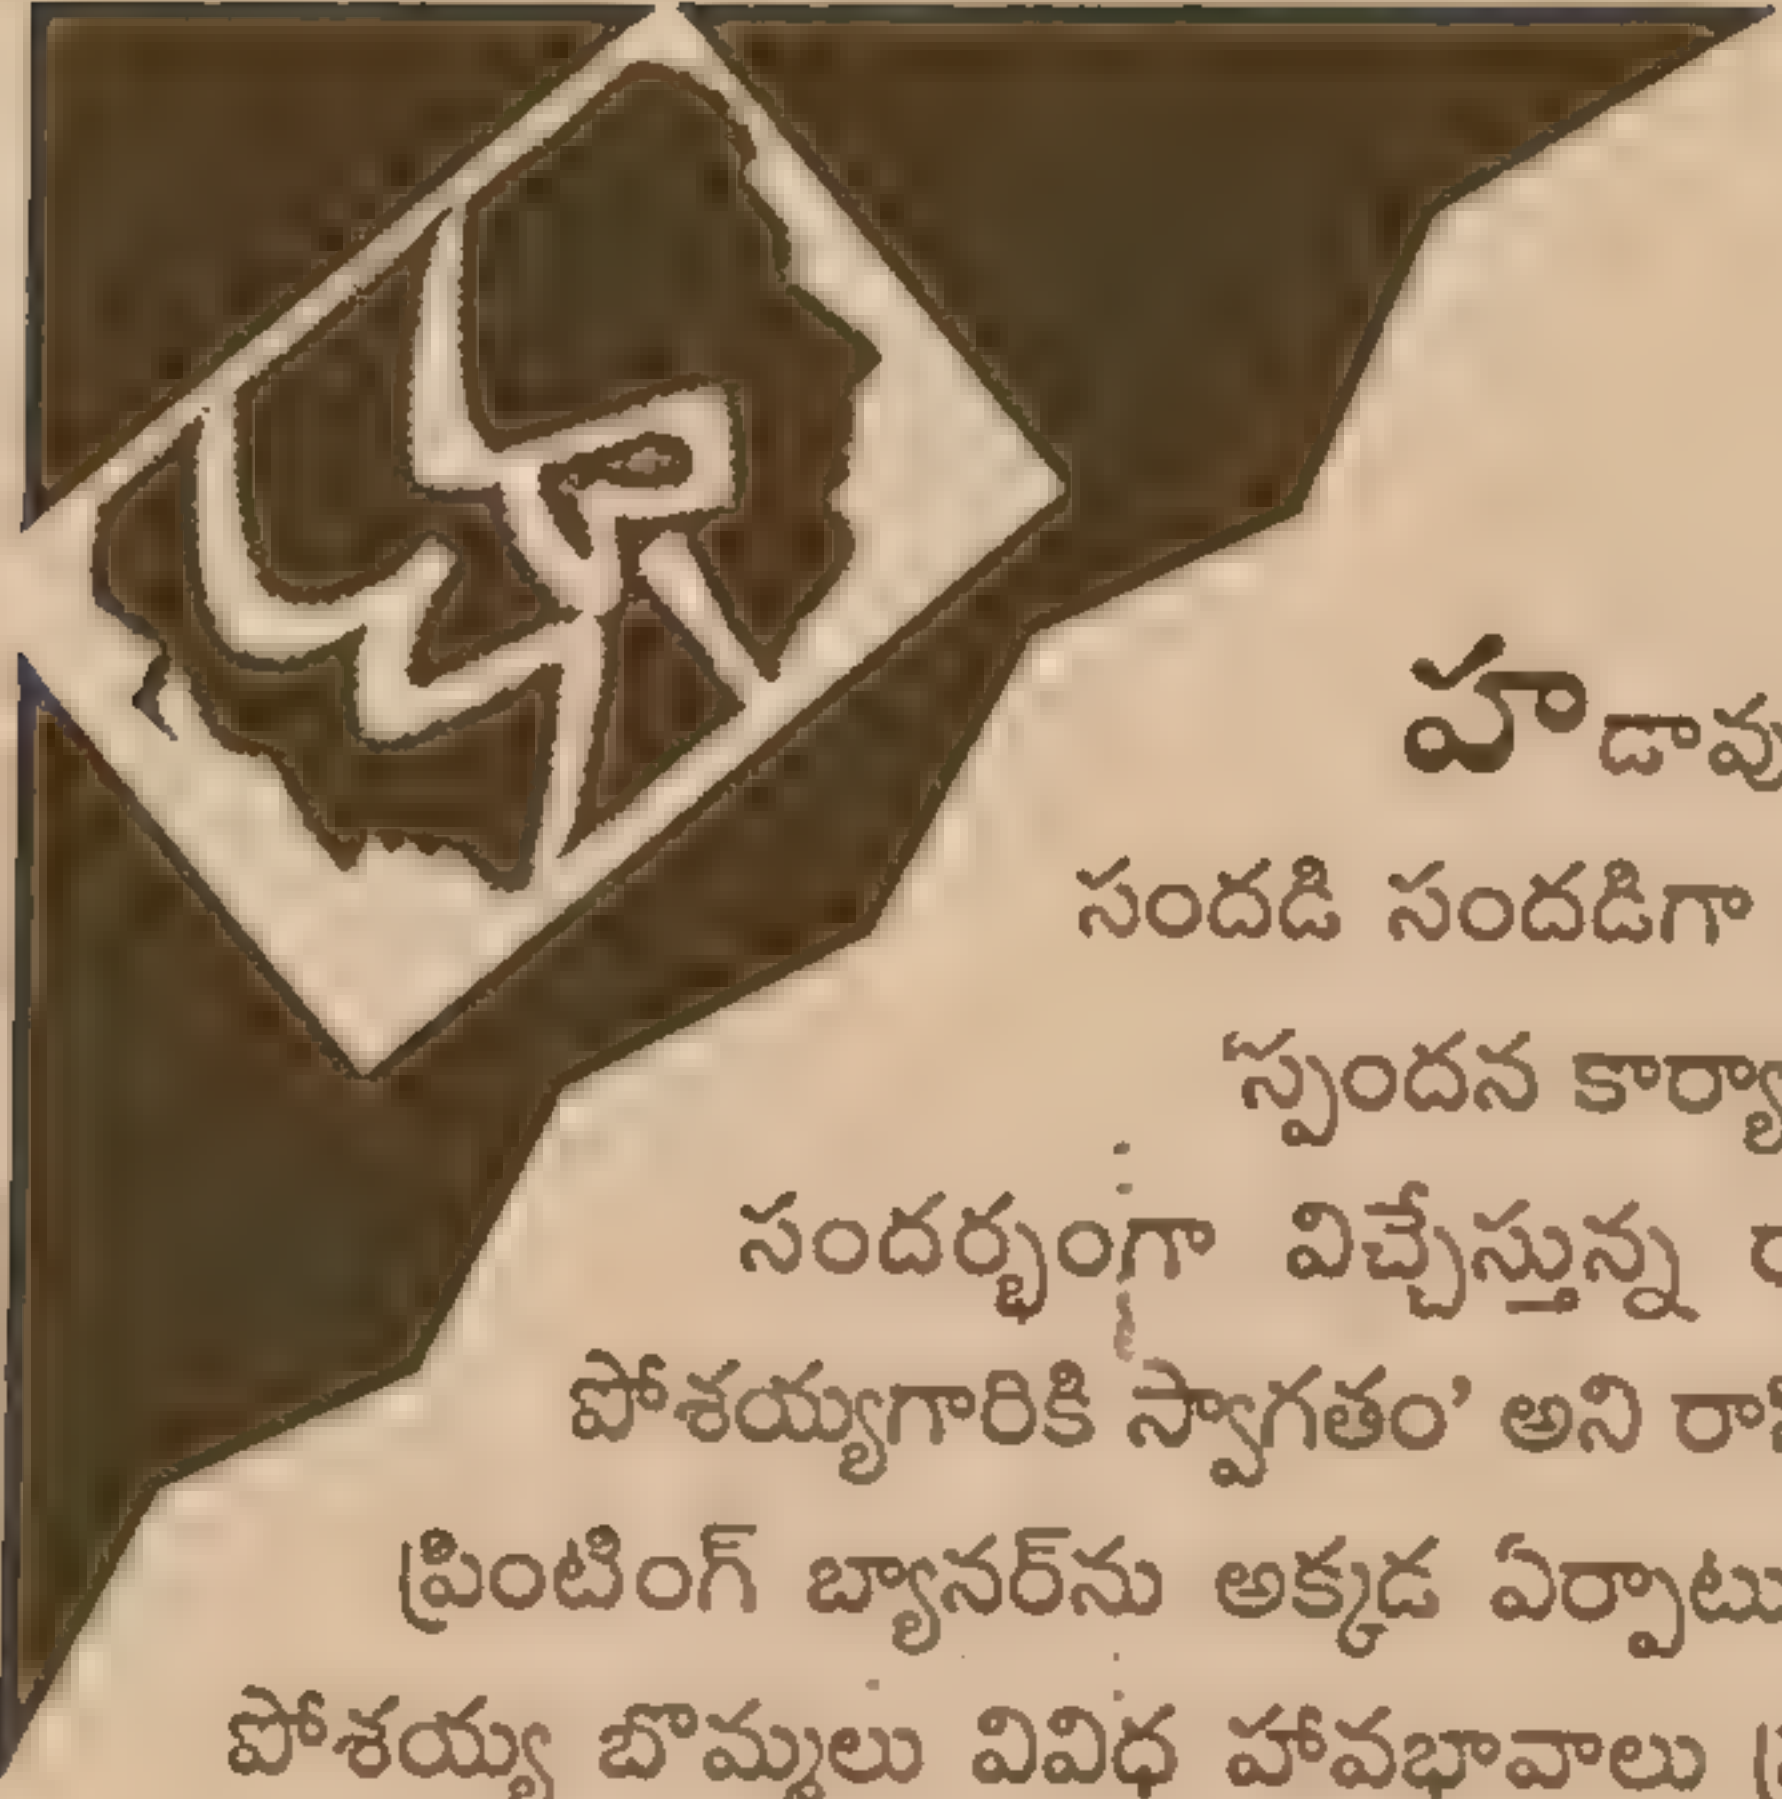 హడావు
సందడి సందడిగా
‘స్పందన కార్యా
సందర్భంగా విచ్చేస్తున్న
పోశయ్యగారికి స్వాగతం’ అని
ప్రింటింగ్ బ్యానర్‌ను అక్కడ ఏర్పాటు
పోశయ్య బొమ్మలు వివిధ హావభావాలు